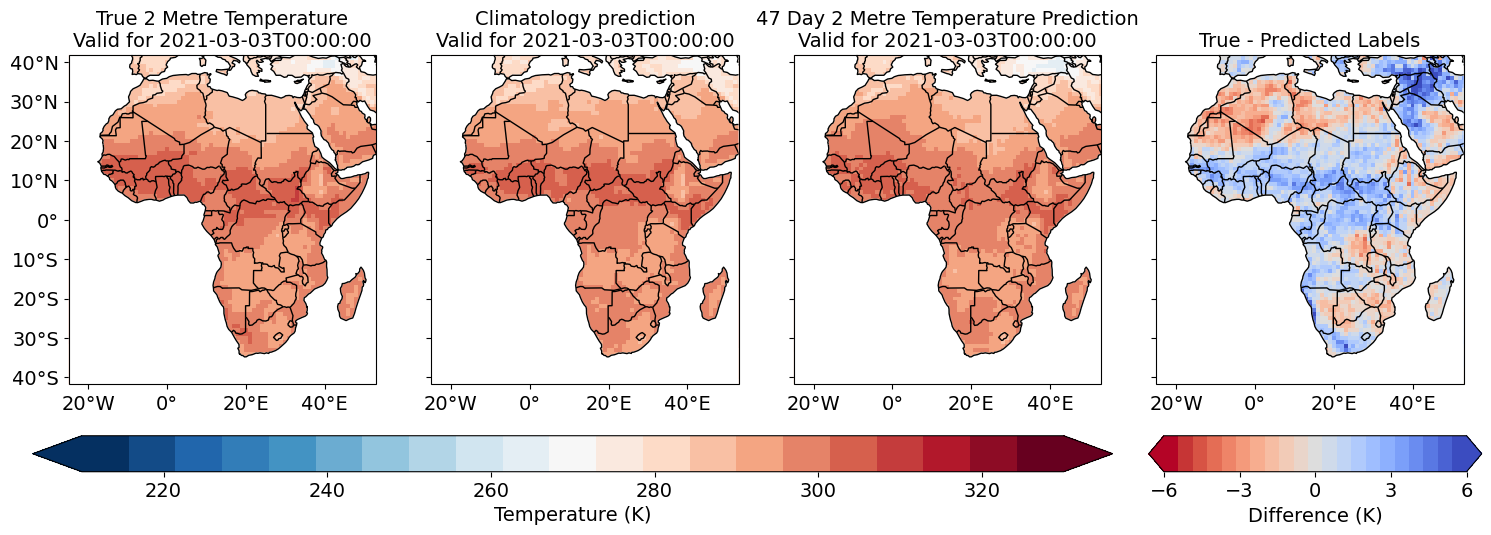 True 2 Metre Temperature
Valid for 2021-03-03T00:00:00
Climatology prediction
Valid for 2021-03-03T00:00:00
47 Day 2 Metre Temperature Prediction
Valid for 2021-03-03T00:00:00
True - Predicted Labels
40°N
30°N
20°N
10°N
0°
10°S
20°S
30°S
40°S
20°W 0° 20°E 40°E
20°W 0° 20°E 40°E
20°W 0° 20°E 40°E
20°W 0° 20°E 40°E
220 240 260 280 300 320
Temperature (K)
−6 −3 0 3 6
Difference (K)